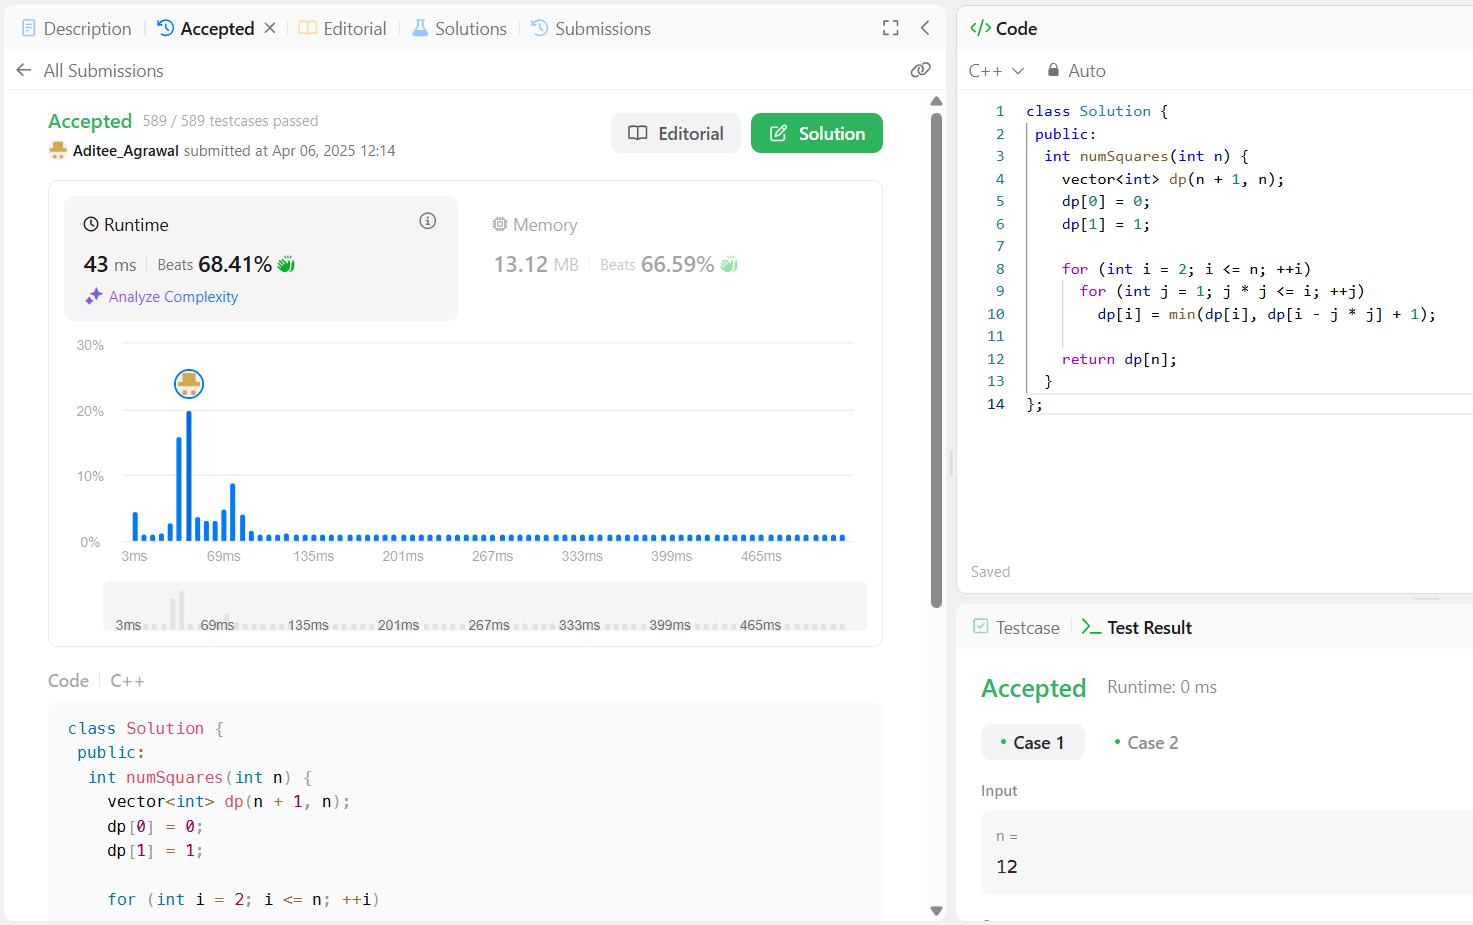 Description
Accepted
Editorial
Solutions
Submissions
All Submissions
Accepted 589 / 589 testcases passed
Aditee_Agrawal submitted at Apr 06, 2025 12:14
Editorial
Solution
Runtime
43 ms Beats 68.41%
Analyze Complexity
Memory
13.12 MB Beats 66.59%
30%
20%
10%
0%
3ms 69ms 135ms 201ms 267ms 333ms 399ms 465ms
3ms 69ms 135ms 201ms 267ms 333ms 399ms 465ms
Code C++
class Solution {
public:
int numSquares(int n) {
vector<int> dp(n + 1, n);
dp[0] = 0;
dp[1] = 1;
for (int i = 2; i <= n; ++i)
</> Code
C++ Auto
1 class Solution {
2 public:
3 int numSquares(int n) {
4 vector<int> dp(n + 1, n);
5 dp[0] = 0;
6 dp[1] = 1;
7
8 for (int i = 2; i <= n; ++i)
9 for (int j = 1; j * j <= i; ++j)
10 dp[i] = min(dp[i], dp[i - j * j] + 1);
11
12 return dp[n];
13 }
14 };
Saved
Testcase
Test Result
Accepted Runtime: 0 ms
Case 1 Case 2
Input
n =
12